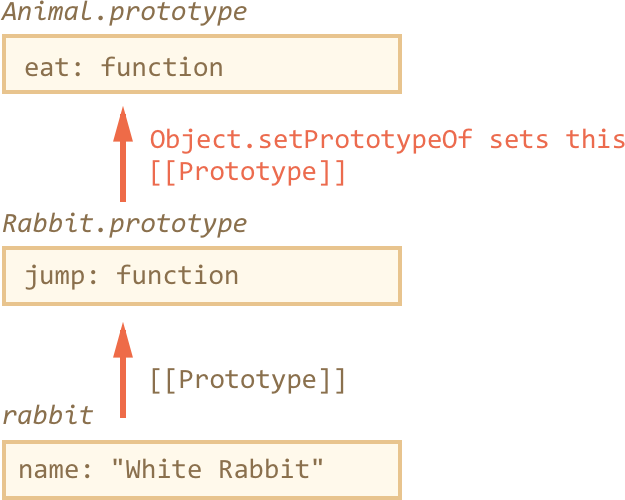 Animal.prototype
eat: function
Object.setPrototypeOf sets this
[[Prototype]]
Rabbit.prototype
jump: function
[[Prototype]]
rabbit
name: "White Rabbit"